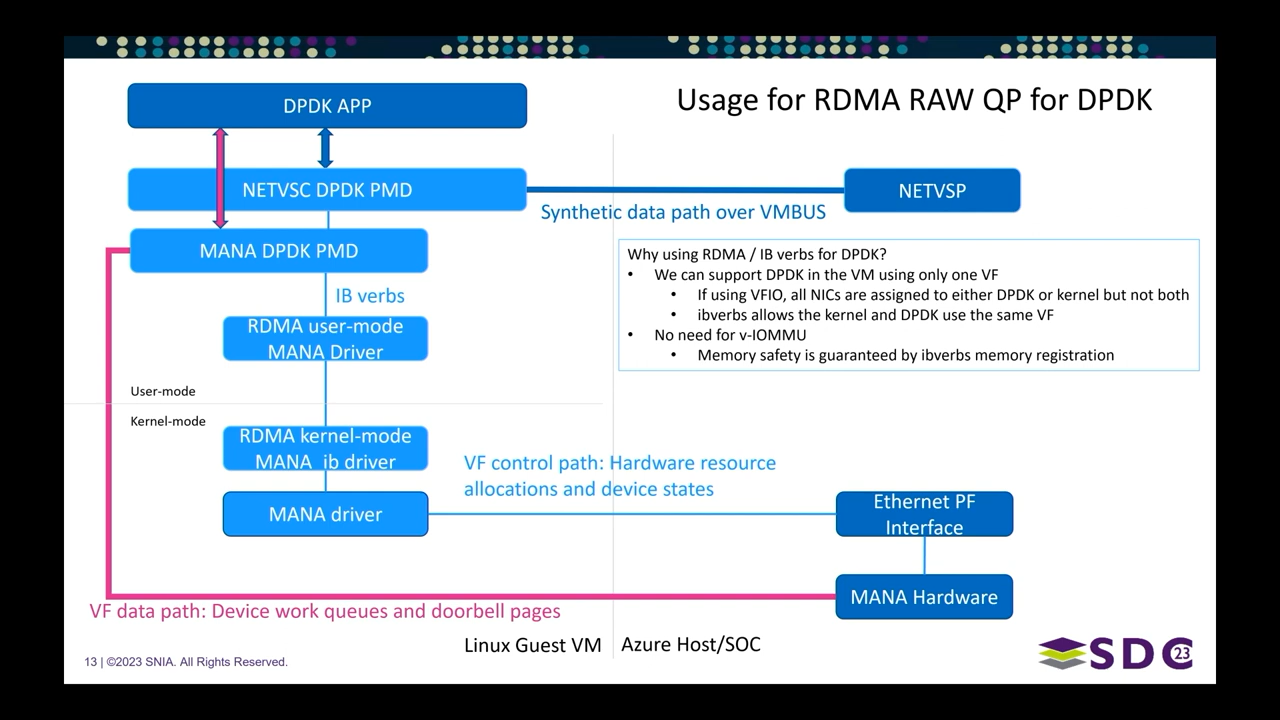 Usage for RDMA RAW QP for DPDK
DPDK APP
NETVSC DPDK PMD
NETVSP
Synthetic data path over VMBUS
MANA DPDK PMD
Why using RDMA / IB verbs for DPDK?
• We can support DPDK in the VM using only one VF
• If using VFIO, all NICs are assigned to either DPDK or kernel but not both
• ibverbs allows the kernel and DPDK use the same VF
• No need for v-IOMMU
• Memory safety is guaranteed by ibverbs memory registration
IB verbs
RDMA user-mode
MANA Driver
User-mode
Kernel-mode
RDMA kernel-mode
MANA_ib driver
VF control path: Hardware resource
allocations and device states
MANA driver
Ethernet PF
Interface
MANA Hardware
VF data path: Device work queues and doorbell pages
Linux Guest VM
Azure Host/SOC
13 | ©2023 SNIA. All Rights Reserved.
SDC 23